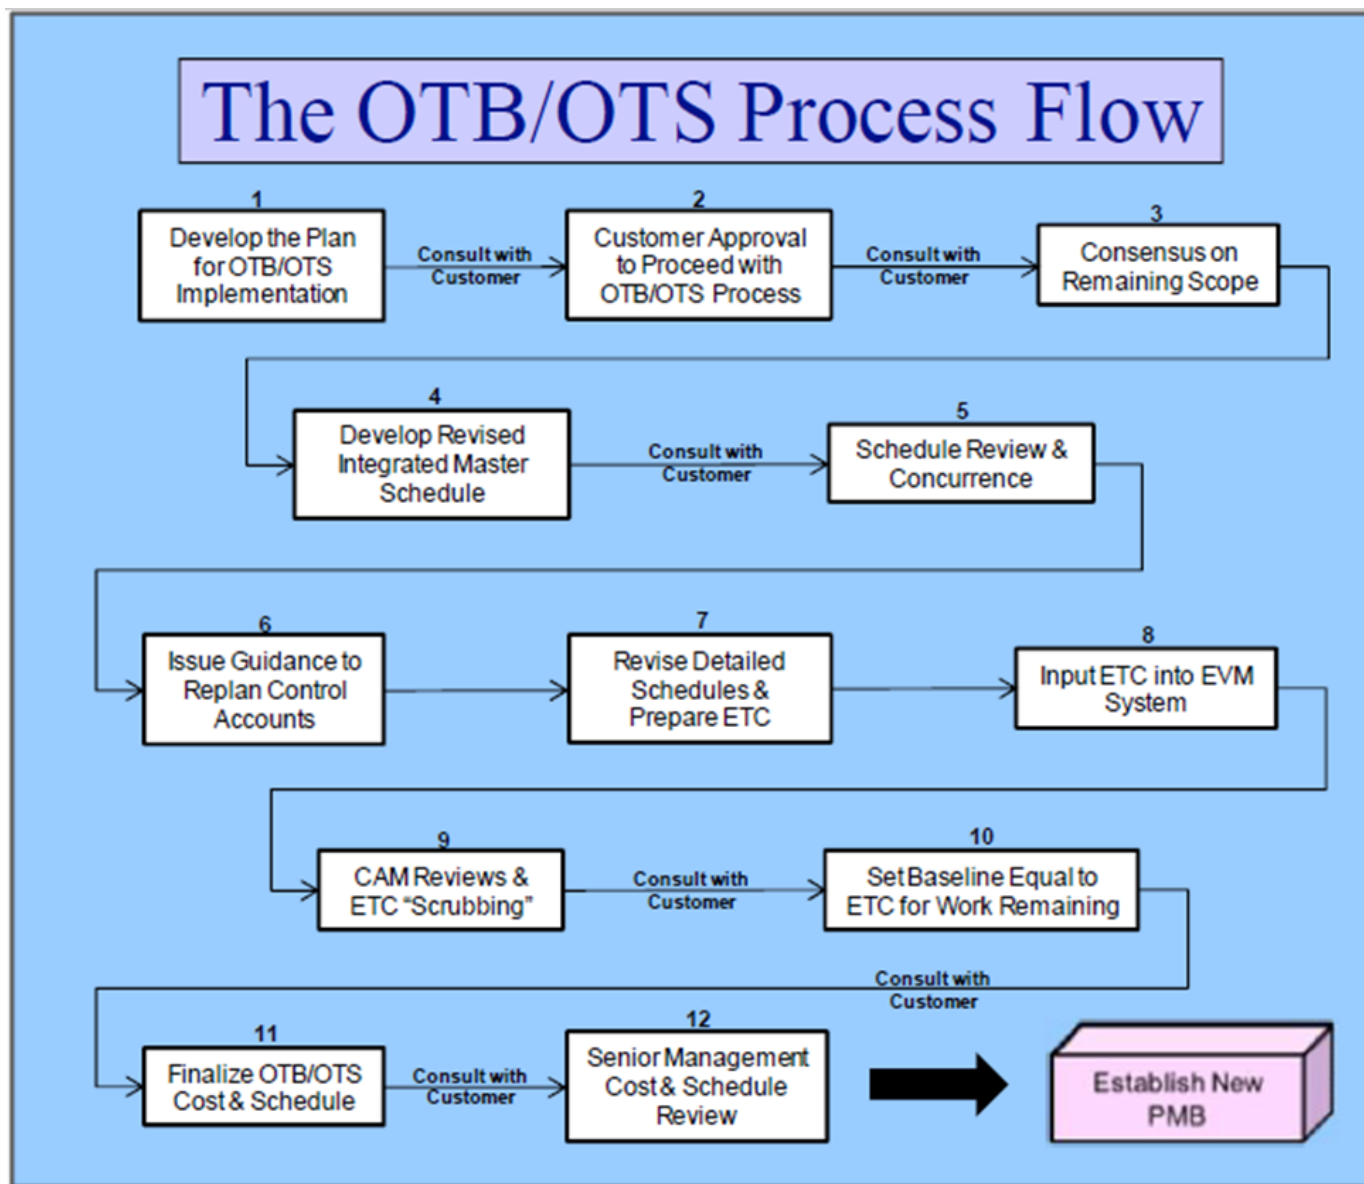 The OTB/OTS Process Flow
1
Develop the Plan
for OTB/OTS
Implementation
Consult with
Customer
2
Customer Approval
to Proceed with
OTB/OTS Process
Consult with
Customer
3
Consensus on
Remaining Scope
4
Develop Revised
Integrated Master
Schedule
Consult with
Customer
5
Schedule Review &
Concurrence
6
Issue Guidance to
Replan Control
Accounts
7
Revise Detailed
Schedules &
Prepare ETC
8
Input ETC into EVM
System
9
CAM Reviews &
ETC “Scrubbing”
Consult with
Customer
10
Set Baseline Equal to
ETC for Work Remaining
Consult with
Customer
11
Finalize OTB/OTS
Cost & Schedule
Consult with
Customer
12
Senior Management
Cost & Schedule
Review
Establish New
PMB